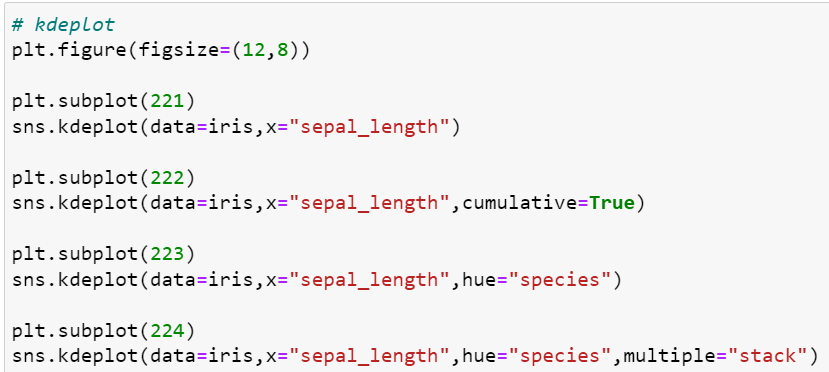 # kdeplot
plt.figure(figsize=(12,8))
plt.subplot(221)
sns.kdeplot(data=iris,x="sepal_length")
plt.subplot(222)
sns.kdeplot(data=iris,x="sepal_length",cumulative=True)
plt.subplot(223)
sns.kdeplot(data=iris,x="sepal_length",hue="species")
plt.subplot(224)
sns.kdeplot(data=iris,x="sepal_length",hue="species",multiple="stack")